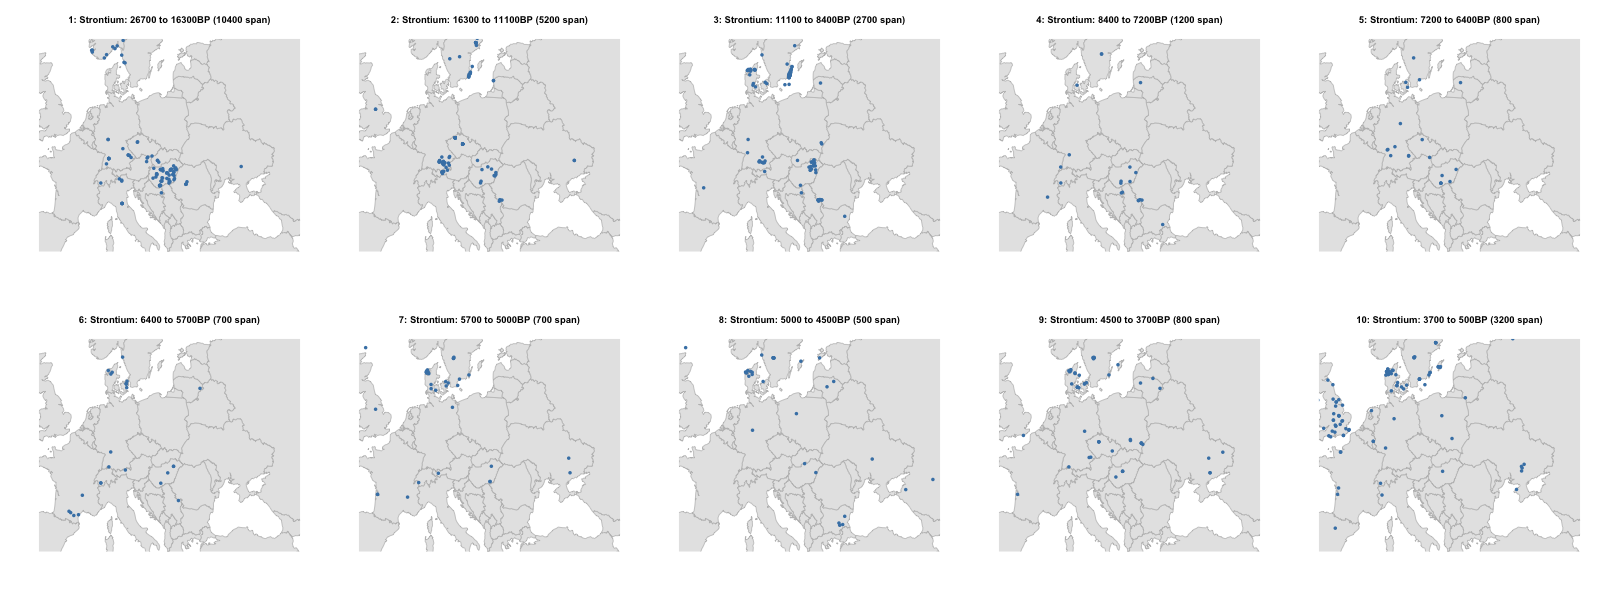 1: Strontium: 26700 to 16300BP (10400 span)
2: Strontium: 16300 to 11100BP (5200 span)
3: Strontium: 11100 to 8400BP (2700 span)
4: Strontium: 8400 to 7200BP (1200 span)
5: Strontium: 7200 to 6400BP (800 span)
6: Strontium: 6400 to 5700BP (700 span)
7: Strontium: 5700 to 5000BP (700 span)
8: Strontium: 5000 to 4500BP (500 span)
9: Strontium: 4500 to 3700BP (800 span)
10: Strontium: 3700 to 500BP (3200 span)